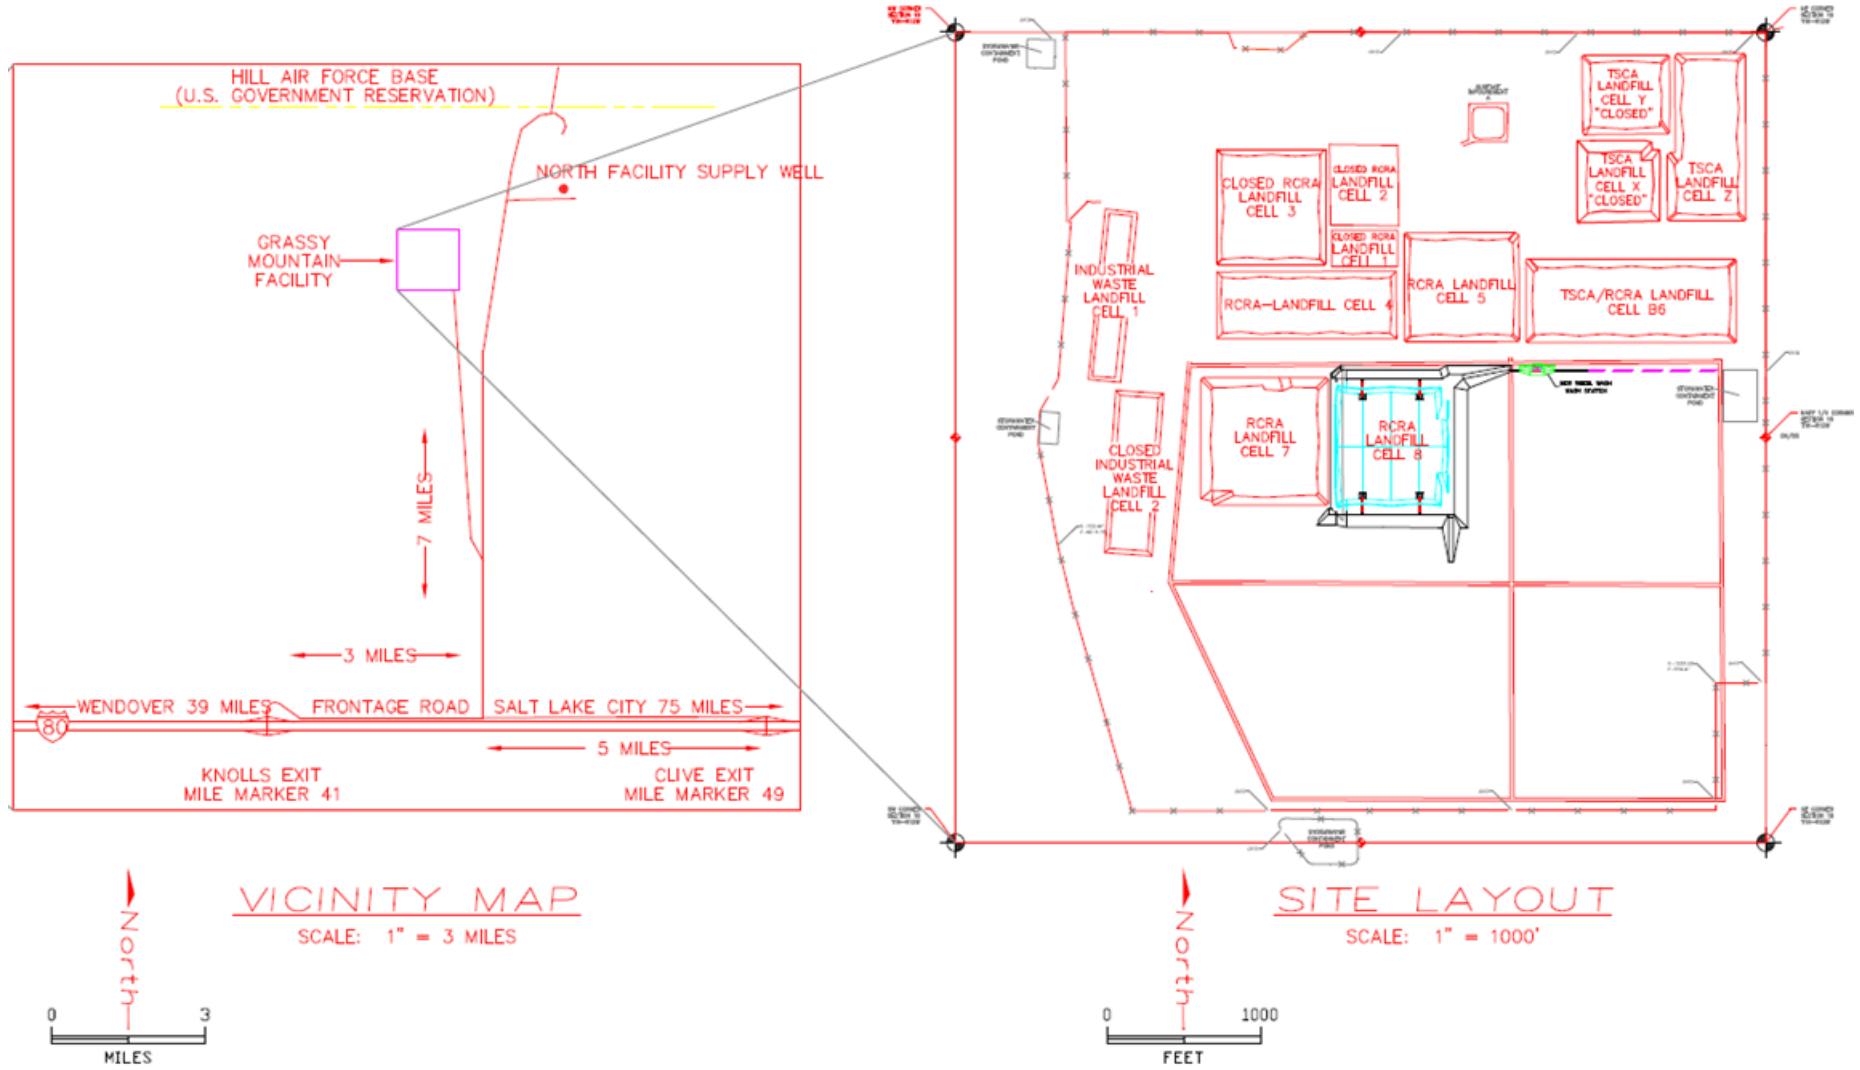 HILL AIR FORCE BASE
(U.S. GOVERNMENT RESERVATION)
NORTH FACILITY SUPPLY WELL
GRASSY
MOUNTAIN
FACILITY
7 MILES
3 MILES
WENDOVER 39 MILES
FRONTAGE ROAD
SALT LAKE CITY 75 MILES
80
5 MILES
KNOLLS EXIT
MILE MARKER 41
CLIVE EXIT
MILE MARKER 49
VICINITY MAP
SCALE: 1" = 3 MILES
North
0 3
MILES
TSCA
LANDFILL
CELL Y
"CLOSED"
TSCA
LANDFILL
CELL X
"CLOSED"
TSCA
LANDFILL
CELL Z
CLOSED RCRA
LANDFILL
CELL 3
CLOSED RCRA
LANDFILL
CELL 2
CLOSED RCRA
LANDFILL
CELL 1
RCRA-LANDFILL CELL 4
RCRA LANDFILL
CELL 5
TSCA/RCRA LANDFILL
CELL B6
INDUSTRIAL
WASTE
LANDFILL
CELL 1
CLOSED
INDUSTRIAL
WASTE
LANDFILL
CELL 2
RCRA
LANDFILL
CELL 7
RCRA
LANDFILL
CELL 8
SITE LAYOUT
SCALE: 1" = 1000'
North
0 1000
FEET